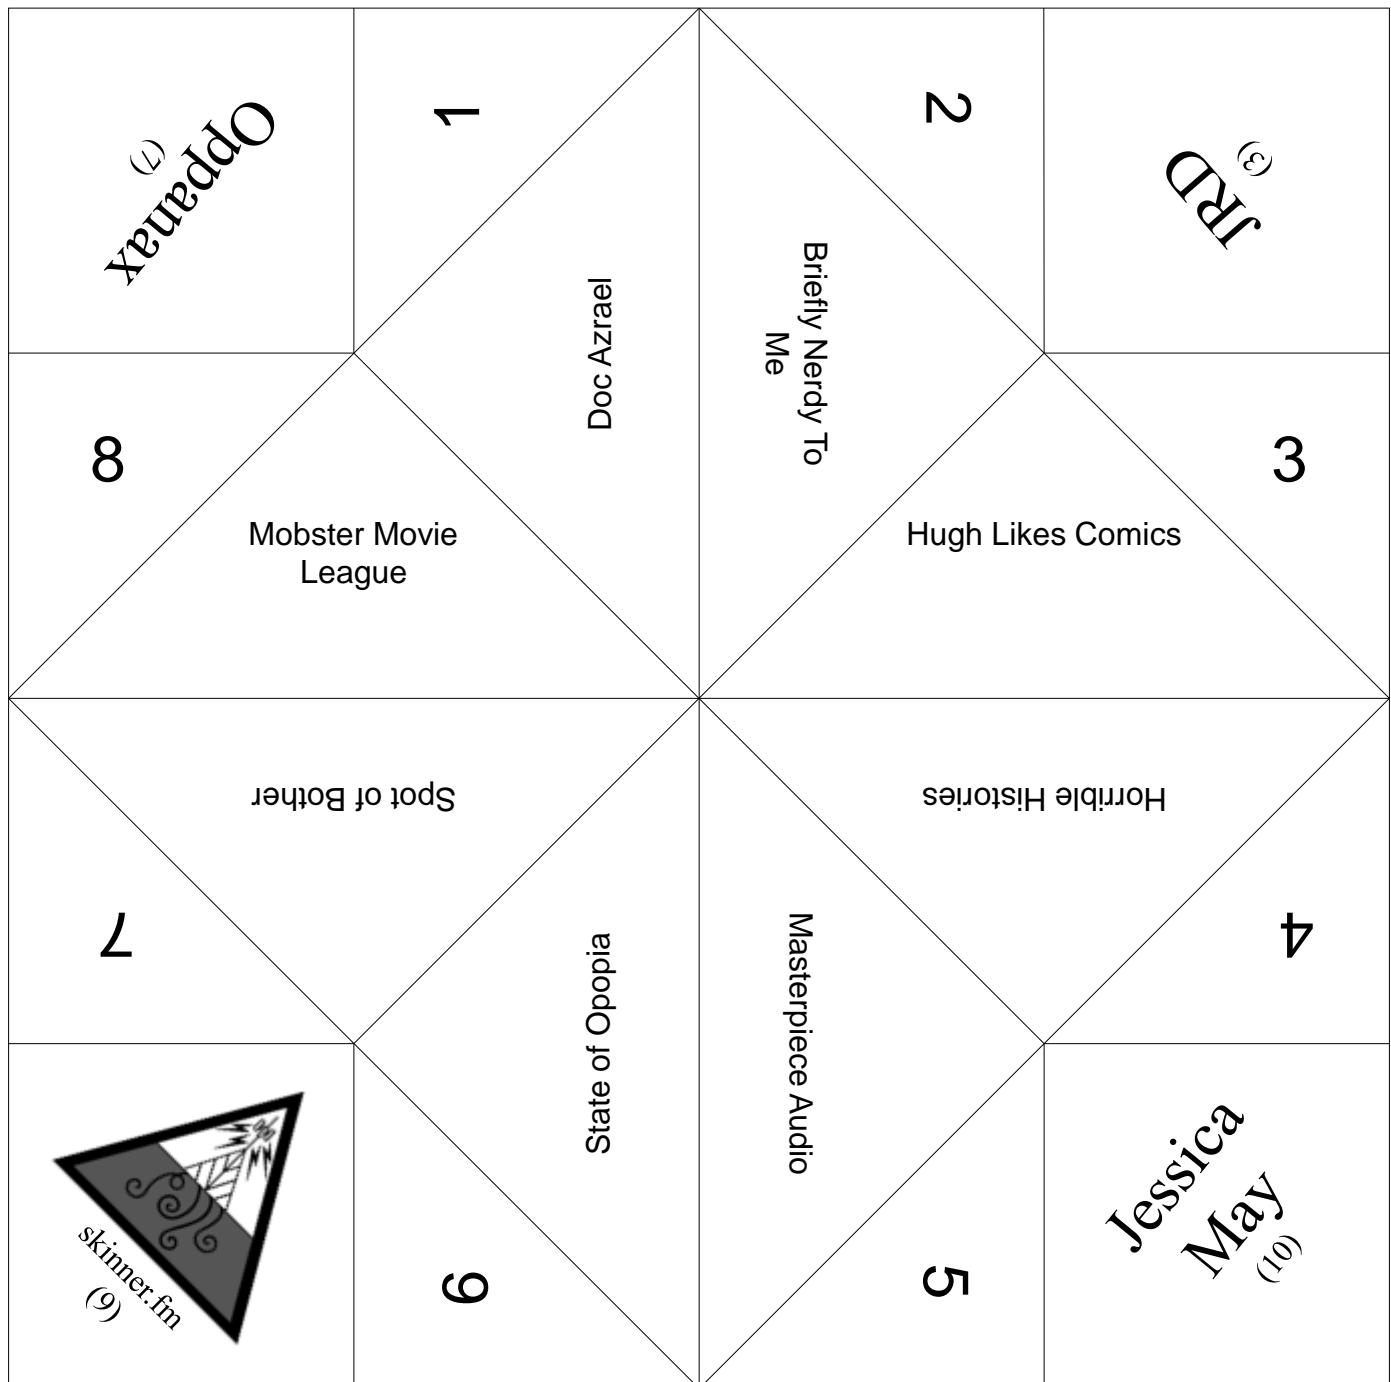 Oppanax
(7)
1
2
JRD
(3)
Doc Azrael
Briefly Nerdy To
Me
8
3
Mobster Movie
League
Hugh Likes Comics
Spot of Bother
Horrible Histories
7
4
State of Opopia
Masterpiece Audio
skinner.fm
(9)
6
5
Jessica
May
(10)